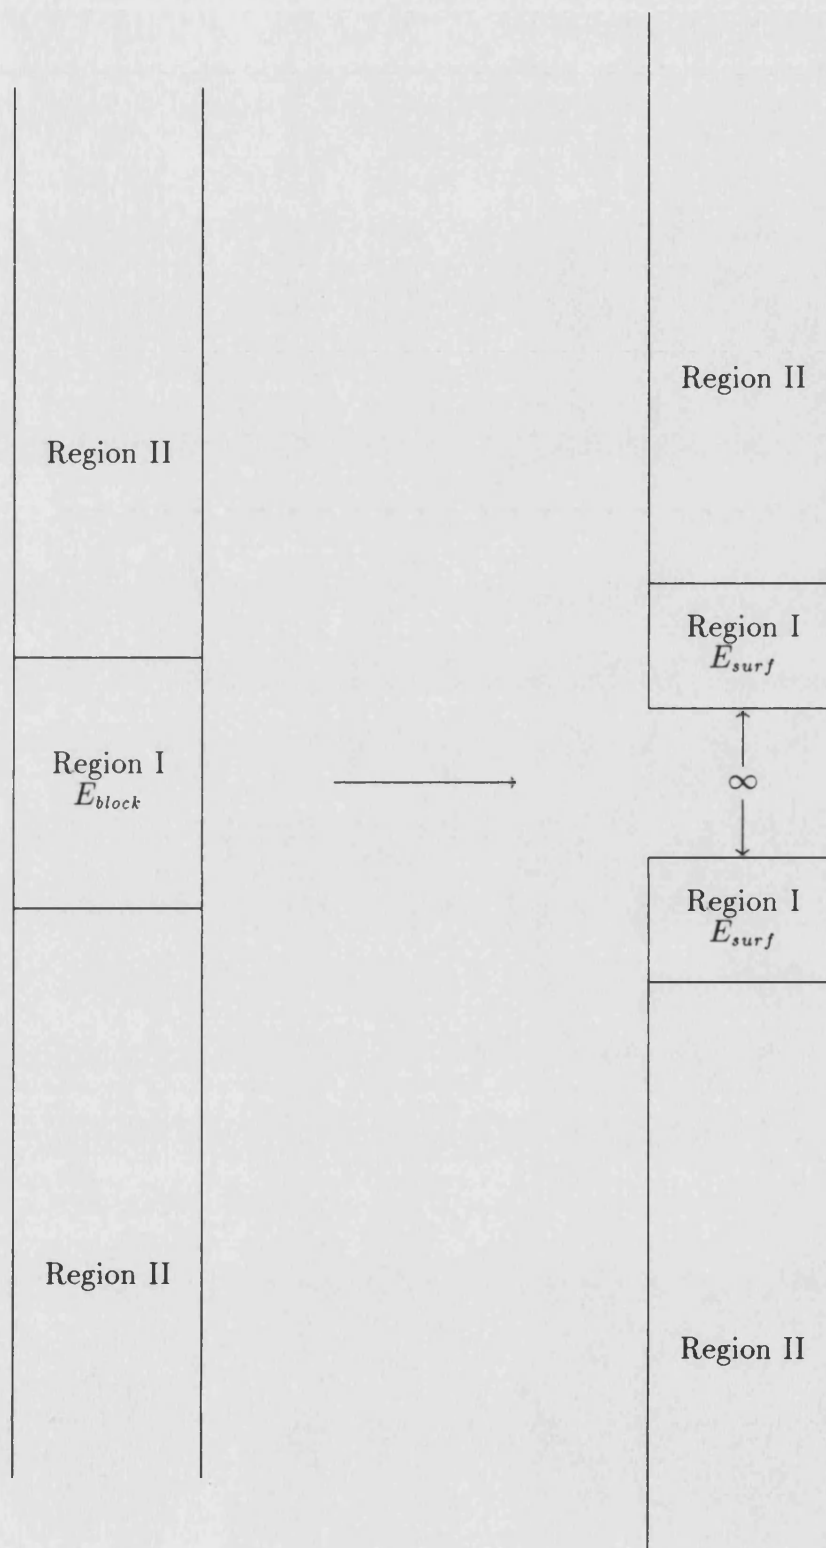 Region II
Region I
E_block
Region II
Region II
Region I
E_surf
∞
Region I
E_surf
Region II